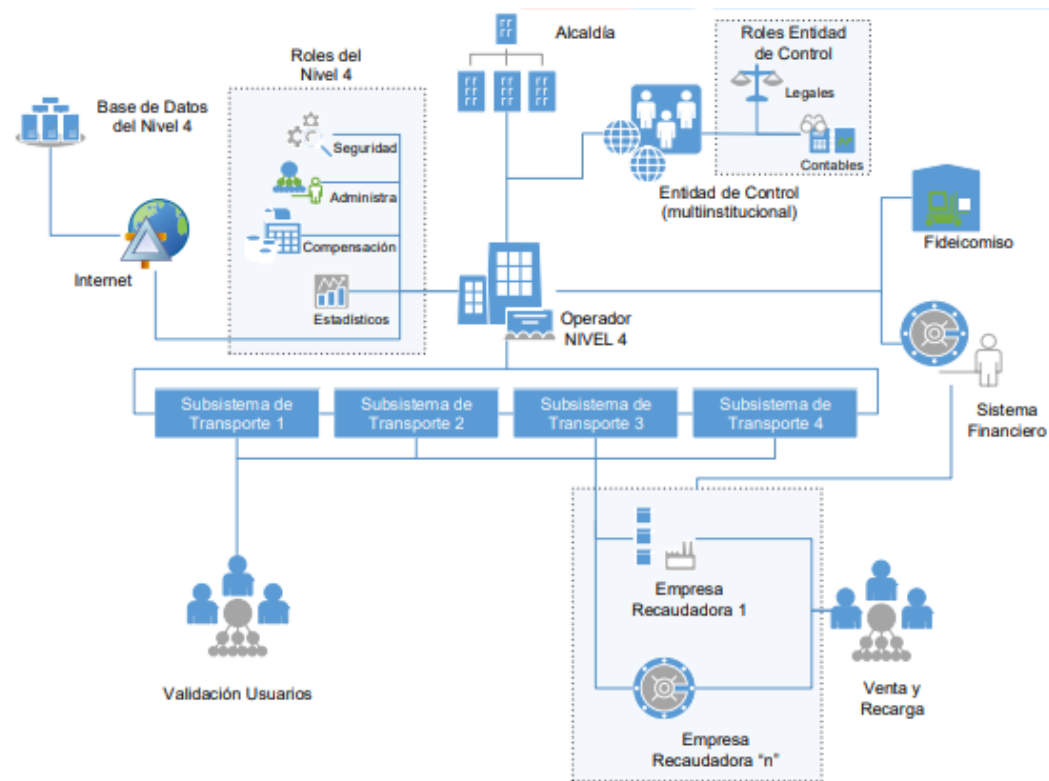 Alcaldía
Roles Entidad
de Control
Legales
Contables
Roles del
Nivel 4
Base de Datos
del Nivel 4
Seguridad
Administra
Compensación
Estadísticos
Internet
Entidad de Control
(multiinstitucional)
Fideicomiso
Operador
NIVEL 4
Sistema
Financiero
Subsistema de
Transporte 1
Subsistema de
Transporte 2
Subsistema de
Transporte 3
Subsistema de
Transporte 4
Empresa
Recaudadora 1
Validación Usuarios
Venta y
Recarga
Empresa
Recaudadora "n"